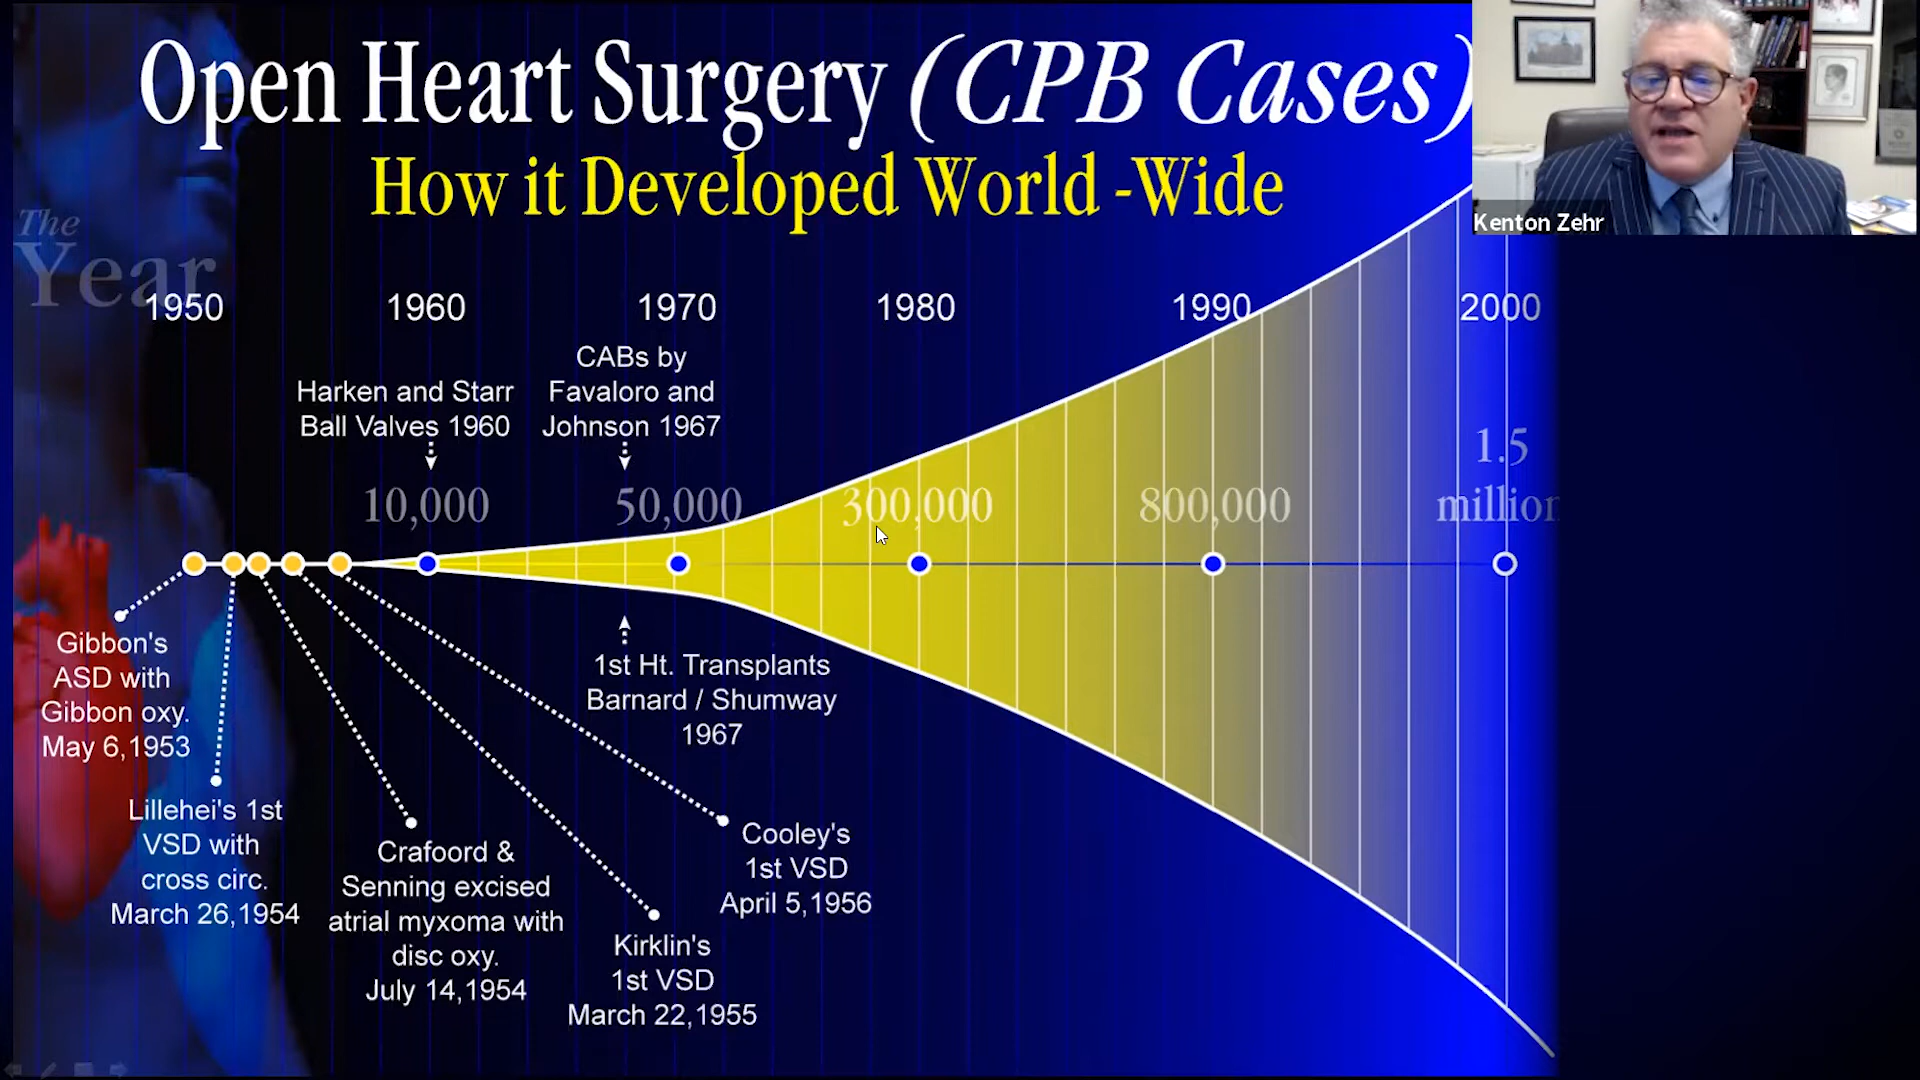 Open Heart Surgery (CPB Cases)
How it Developed World -Wide
Kenton Zehr
The
Year
1950
1960
1970
1980
1990
2000
Harken and Starr
Ball Valves 1960
CABs by
Favaloro and
Johnson 1967
10,000
50,000
300,000
800,000
1.5
million
Gibbon's
ASD with
Gibbon oxy.
May 6,1953
Lillehei's 1st
VSD with
cross circ.
March 26,1954
Crafoord &
Senning excised
atrial myxoma with
disc oxy.
July 14,1954
Kirklin's
1st VSD
March 22,1955
Cooley's
1st VSD
April 5,1956
1st Ht. Transplants
Barnard / Shumway
1967